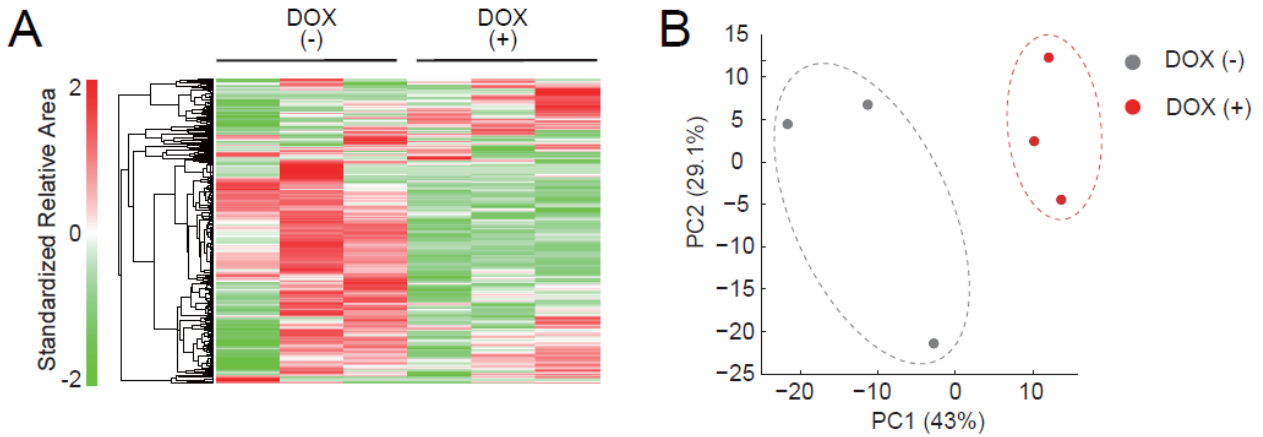 A
DOX
(-)
DOX
(+)
Standardized Relative Area
2
0
-2
B
PC2 (29.1%)
15
10
5
0
−5
−10
−15
−20
−25
−20
−10
0
10
PC1 (43%)
DOX (-)
DOX (+)